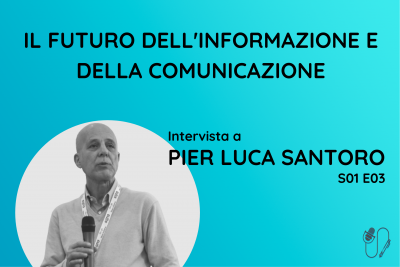 IL FUTURO DELL'INFORMAZIONE E
DELLA COMUNICAZIONE
Intervista a
PIER LUCA SANTORO
S01 E03